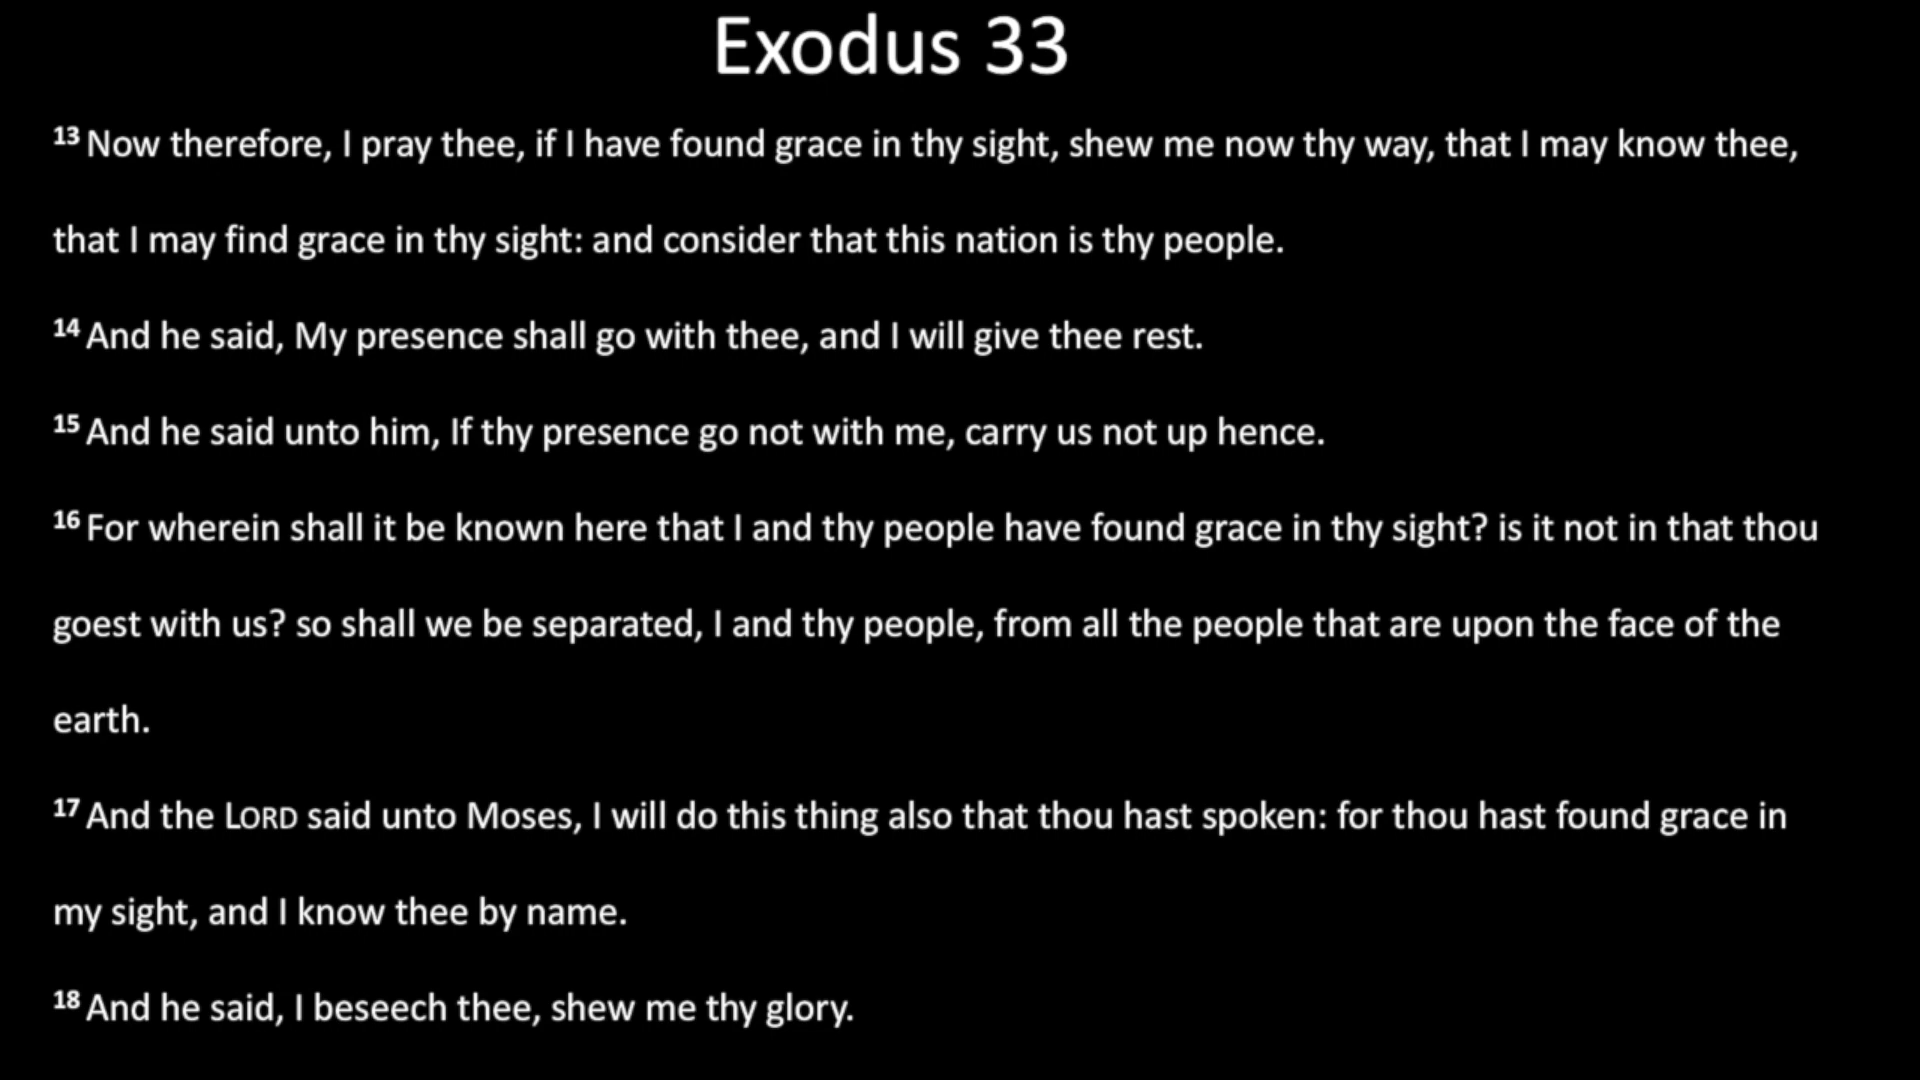 Exodus 33
13 Now therefore, I pray thee, if I have found grace in thy sight, shew me now thy way, that I may know thee,
that I may find grace in thy sight: and consider that this nation is thy people.
14 And he said, My presence shall go with thee, and I will give thee rest.
15 And he said unto him, If thy presence go not with me, carry us not up hence.
16 For wherein shall it be known here that I and thy people have found grace in thy sight? is it not in that thou
goest with us? so shall we be separated, I and thy people, from all the people that are upon the face of the
earth.
17 And the LORD said unto Moses, I will do this thing also that thou hast spoken: for thou hast found grace in
my sight, and I know thee by name.
18 And he said, I beseech thee, shew me thy glory.